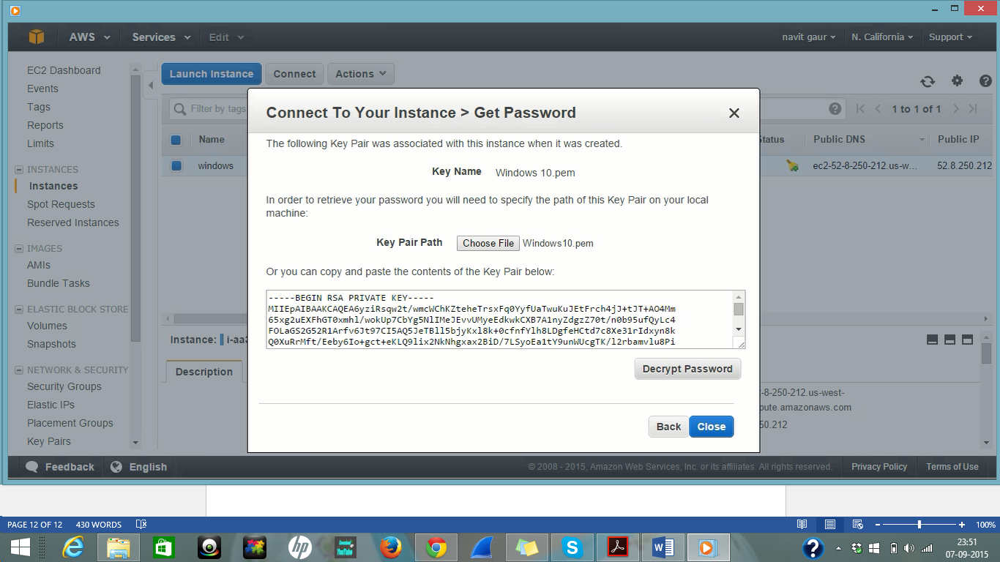 AWS Services Edit navit gaur N. California Support
EC2 Dashboard
Events
Tags
Reports
Limits
INSTANCES
Instances
Spot Requests
Reserved Instances
IMAGES
AMIs
Bundle Tasks
ELASTIC BLOCK STORE
Volumes
Snapshots
NETWORK & SECURITY
Security Groups
Elastic IPs
Placement Groups
Key Pairs
Launch Instance Connect Actions
Filter by tags
1 to 1 of 1
Name Status Public DNS Public IP
windows ec2-52-8-250-212.us-w... 52.8.250.212
Connect To Your Instance > Get Password
The following Key Pair was associated with this instance when it was created.
Key Name Windows 10.pem
In order to retrieve your password you will need to specify the path of this Key Pair on your local
machine:
Key Pair Path Choose File Windows10.pem
Or you can copy and paste the contents of the Key Pair below:
-----BEGIN RSA PRIVATE KEY-----
MIIEpAIBAAKCAQEA6yziRsqw2t/wmcWChKZteheTrsxFq0YyfUaTwuKuJEtFrch4jJ+tJT+AO4Mm
65xg2uEXFhGT0xmhl/wokUp7CbYg5NlIMeJEvvUMyeEdkwkCXB7A1nyZdgzZ70t/n0b95ufQyLc4
FOLaGS2G52R1Arfv6Jt97CI5AQ5JeTBll5bjyKxl8k+0cfnfYlh8LDgfeHCtd7c8Xe31rIdxyn8k
Q0XuRrMft/Eeby6Io+gct+eKLQ9lix2NkNhgxax2BiD/7LSyoEa1tY9unWUcgTK/l2rbamvlu8Pi
Decrypt Password
Back Close
Instance: i-aa3
Description
-8-250-212.us-west-
pute.amazonaws.com
50.212
Feedback English © 2008 - 2015, Amazon Web Services, Inc. or its affiliates. All rights reserved. Privacy Policy Terms of Use
PAGE 12 OF 12 430 WORDS 100%
23:51
07-09-2015